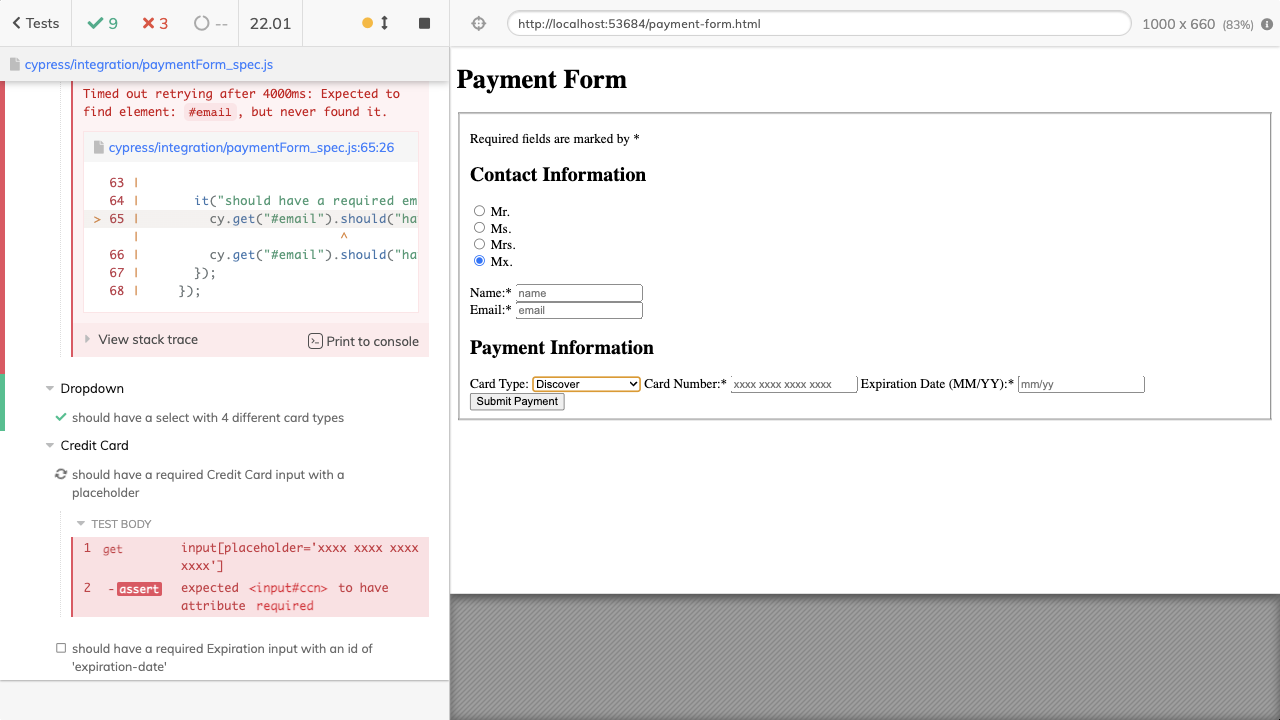 Tests
9
3
--
22.01
http://localhost:53684/payment-form.html
1000 x 660 (83%)
cypress/integration/paymentForm_spec.js
Timed out retrying after 4000ms: Expected to
find element: #email, but never found it.
cypress/integration/paymentForm_spec.js:65:26
63 |
64 | it("should have a required em
> 65 | cy.get("#email").should("ha
| ^
66 | cy.get("#email").should("ha
67 | });
68 | });
View stack trace
Print to console
Dropdown
should have a select with 4 different card types
Credit Card
should have a required Credit Card input with a
placeholder
TEST BODY
1 get input[placeholder='xxxx xxxx xxxx
xxxx']
2 -assert expected <input#ccn> to have
attribute required
should have a required Expiration input with an id of
'expiration-date'
Payment Form
Required fields are marked by *
Contact Information
Mr.
Ms.
Mrs.
Mx.
Name:* name
Email:* email
Payment Information
Card Type: Discover Card Number:* xxxx xxxx xxxx xxxx Expiration Date (MM/YY):* mm/yy
Submit Payment